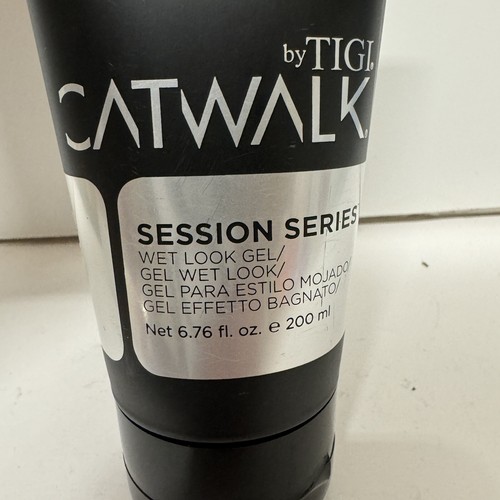 by TIGI.
CATWALK.
SESSION SERIES
WET LOOK GEL/
GEL WET LOOK/
GEL PARA ESTILO MOJADO/
GEL EFFETTO BAGNATO/
Net 6.76 fl. oz. e 200 ml